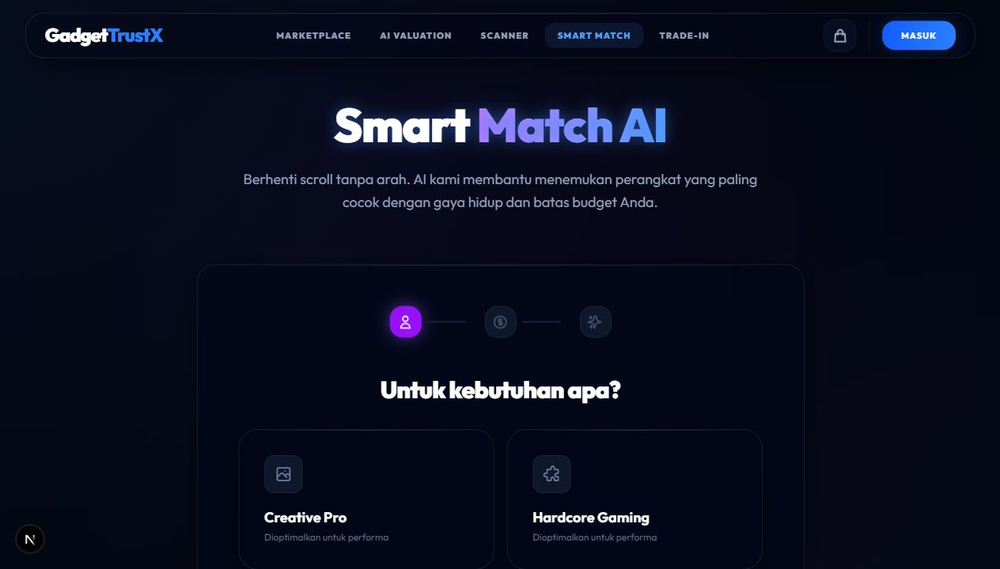 GadgetTrustX
MARKETPLACE AI VALUATION SCANNER SMART MATCH TRADE-IN
MASUK
Smart Match AI
Berhenti scroll tanpa arah. AI kami membantu menemukan perangkat yang paling
cocok dengan gaya hidup dan batas budget Anda.
Untuk kebutuhan apa?
Creative Pro
Dioptimalkan untuk performa
Hardcore Gaming
Dioptimalkan untuk performa
N